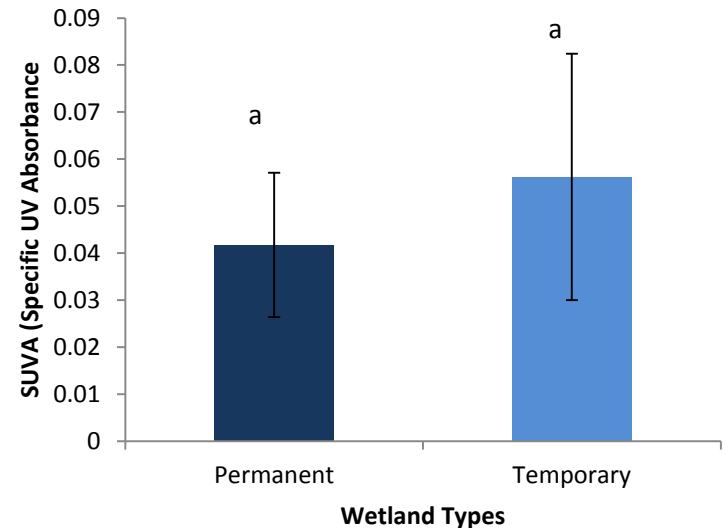 0.09
0.08
0.07
0.06
0.05
0.04
0.03
0.02
0.01
0
SUVA (Specific UV Absorbance
a
a
Permanent
Temporary
Wetland Types